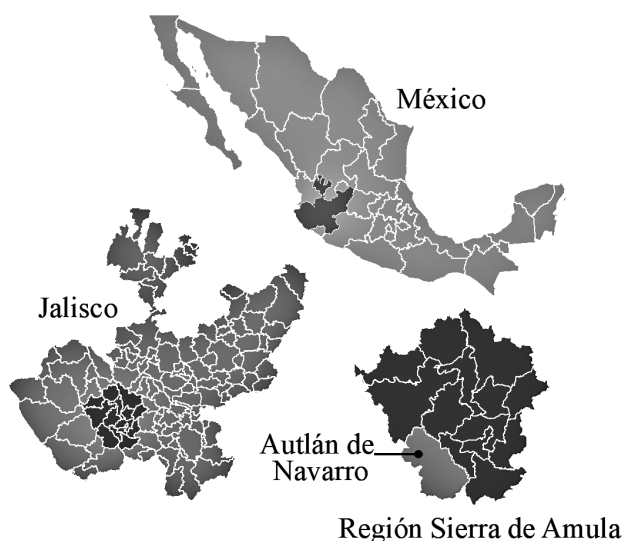 México
Jalisco
Autlán de
Navarro
Región Sierra de Amula